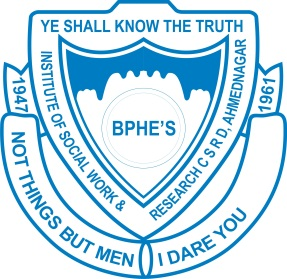 YE SHALL KNOW THE TRUTH
INSTITUTE OF SOCIAL WORK &
RESEARCH C S R D, AHMEDNAGAR
BPHE'S
1947
1961
NOT THINGS BUT MEN
I DARE YOU